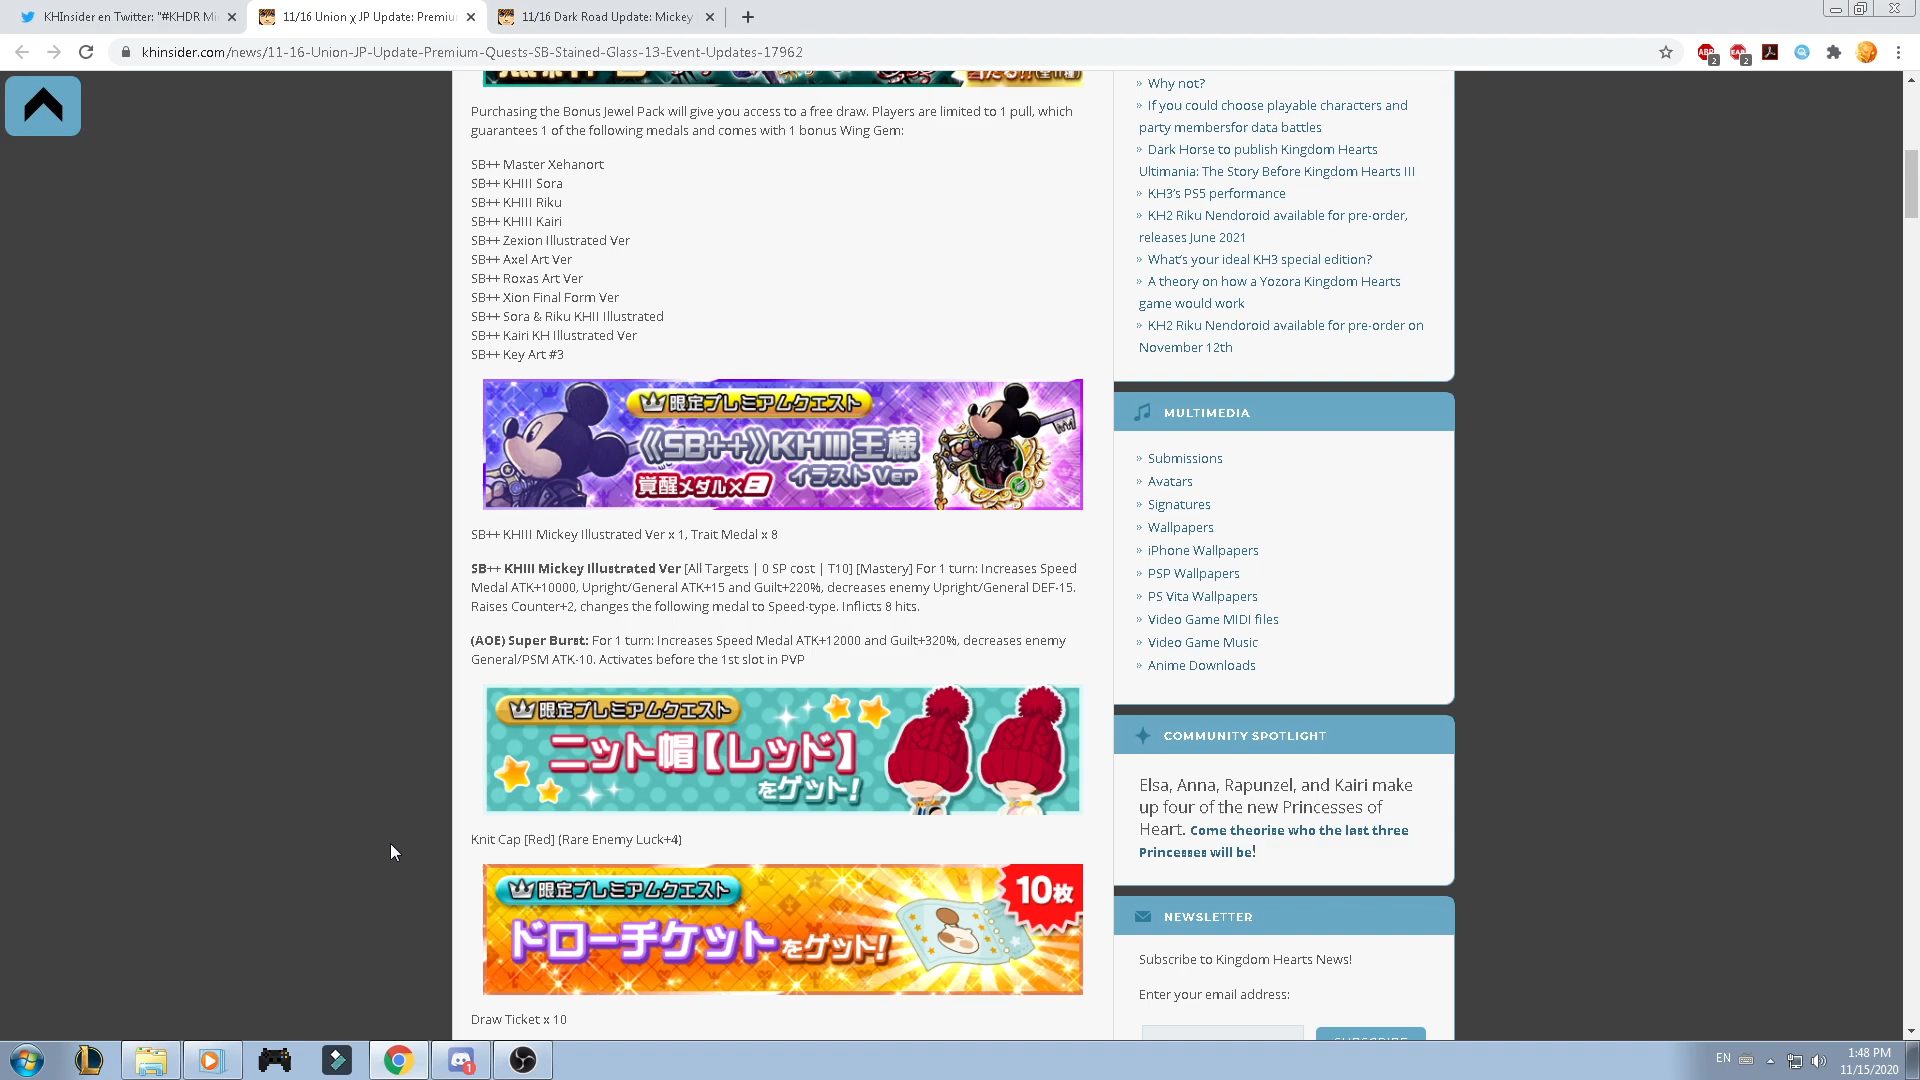 KHInsider en Twitter: "#KHDR Mi
11/16 Union χ JP Update: Premiu
11/16 Dark Road Update: Mickey
khinsider.com/news/11-16-Union-JP-Update-Premium-Quests-SB-Stained-Glass-13-Event-Updates-17962
2
2
Purchasing the Bonus Jewel Pack will give you access to a free draw. Players are limited to 1 pull, which
guarantees 1 of the following medals and comes with 1 bonus Wing Gem:
SB++ Master Xehanort
SB++ KHIII Sora
SB++ KHIII Riku
SB++ KHIII Kairi
SB++ Zexion Illustrated Ver
SB++ Axel Art Ver
SB++ Roxas Art Ver
SB++ Xion Final Form Ver
SB++ Sora & Riku KHII Illustrated
SB++ Kairi KH Illustrated Ver
SB++ Key Art #3
限定プレミアムクエスト
《SB++》KHIII王様
イラスト Ver
覚醒メダル×8
SB++ KHIII Mickey Illustrated Ver x 1, Trait Medal x 8
SB++ KHIII Mickey Illustrated Ver [All Targets | 0 SP cost | T10] [Mastery] For 1 turn: Increases Speed
Medal ATK+10000, Upright/General ATK+15 and Guilt+220%, decreases enemy Upright/General DEF-15.
Raises Counter+2, changes the following medal to Speed-type. Inflicts 8 hits.
(AOE) Super Burst: For 1 turn: Increases Speed Medal ATK+12000 and Guilt+320%, decreases enemy
General/PSM ATK-10. Activates before the 1st slot in PVP
限定プレミアムクエスト
ニット帽【レッド】
をゲット!
Knit Cap [Red] (Rare Enemy Luck+4)
限定プレミアムクエスト
10枚
ドローチケットをゲット!
Draw Ticket x 10
» Why not?
» If you could choose playable characters and
party membersfor data battles
» Dark Horse to publish Kingdom Hearts
Ultimania: The Story Before Kingdom Hearts III
» KH3's PS5 performance
» KH2 Riku Nendoroid available for pre-order,
releases June 2021
» What's your ideal KH3 special edition?
» A theory on how a Yozora Kingdom Hearts
game would work
» KH2 Riku Nendoroid available for pre-order on
November 12th
MULTIMEDIA
» Submissions
» Avatars
» Signatures
» Wallpapers
» iPhone Wallpapers
» PSP Wallpapers
» PS Vita Wallpapers
» Video Game MIDI files
» Video Game Music
» Anime Downloads
COMMUNITY SPOTLIGHT
Elsa, Anna, Rapunzel, and Kairi make
up four of the new Princesses of
Heart. Come theorise who the last three
Princesses will be!
NEWSLETTER
Subscribe to Kingdom Hearts News!
Enter your email address:
SUBSCRIBE
1
EN
1:48 PM
11/15/2020